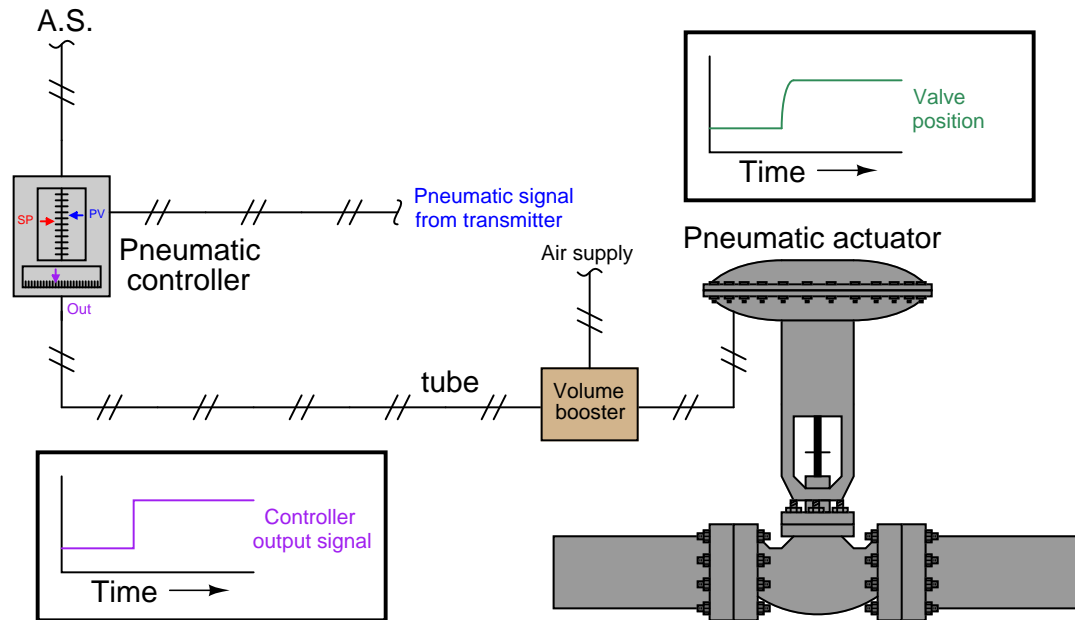 A.S.
Valve
position
Time
SP
PV
Pneumatic signal
from transmitter
Pneumatic
controller
Out
Air supply
Pneumatic actuator
tube
Volume
booster
Controller
output signal
Time